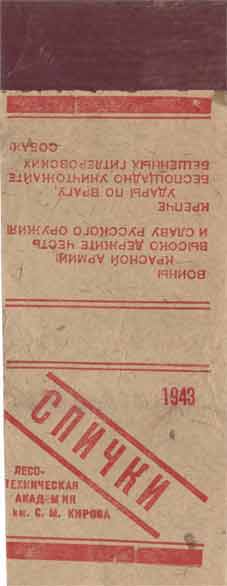 ВОИНЫ
КРАСНОЙ АРМИИ!
ВЫСОКО ДЕРЖИТЕ ЧЕСТЬ
И СЛАВУ РУССКОГО ОРУЖИЯ!
КРЕПЧЕ
УДАРЫ ПО ВРАГУ,
БЕСПОЩАДНО УНИЧТОЖАЙТЕ
БЕШЕННЫХ ГИТЛЕРОВСКИХ
СОБАК!
1943
СПИЧКИ
ЛЕСО-
ТЕХНИЧЕСКАЯ
АКАДЕМИЯ
им. С. М. КИРОВА